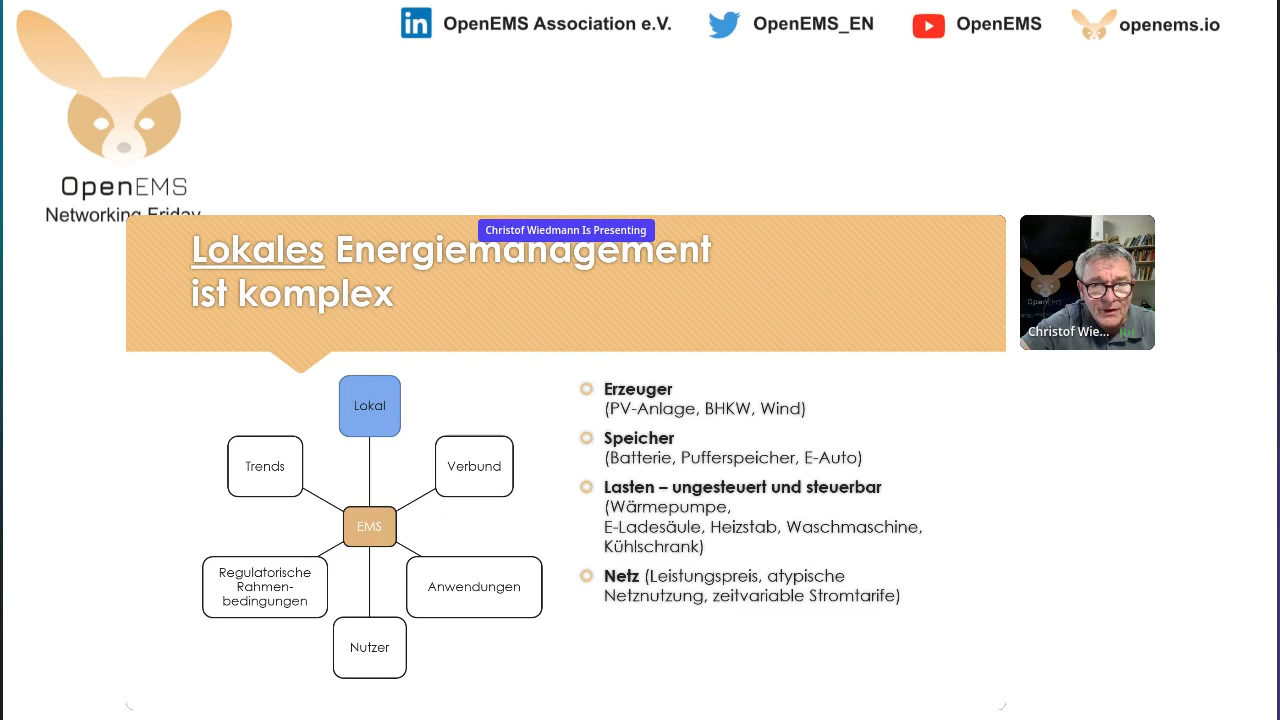 OpenEMS Association e.V.
OpenEMS_EN
OpenEMS
openems.io
OpenEMS
Networking Friday
Christof Wiedmann Is Presenting
Lokales Energiemanagement
ist komplex
Christof Wie...
Lokal
Trends
Verbund
EMS
Regulatorische
Rahmen-
bedingungen
Anwendungen
Nutzer
Erzeuger
(PV-Anlage, BHKW, Wind)
Speicher
(Batterie, Pufferspeicher, E-Auto)
Lasten – ungesteuert und steuerbar
(Wärmepumpe,
E-Ladesäule, Heizstab, Waschmaschine,
Kühlschrank)
Netz (Leistungspreis, atypische
Netznutzung, zeitvariable Stromtarife)